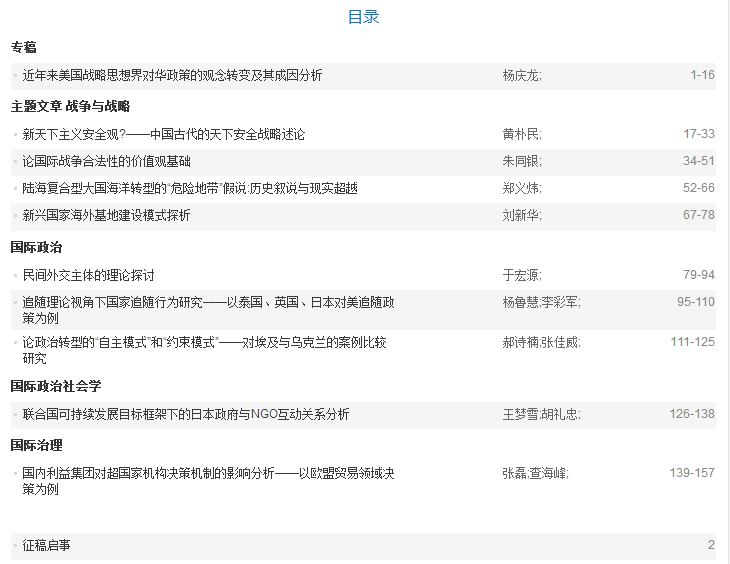 目录
专稿
近年来美国战略思想界对华政策的观念转变及其成因分析 杨庆龙; 1-16
主题文章 战争与战略
新天下主义安全观?——中国古代的天下安全战略述论 黄朴民; 17-33
论国际战争合法性的价值观基础 朱同银; 34-51
陆海复合型大国海洋转型的“危险地带”假说:历史叙说与现实超越 郑义炜; 52-66
新兴国家海外基地建设模式探析 刘新华; 67-78
国际政治
民间外交主体的理论探讨 于宏源; 79-94
追随理论视角下国家追随行为研究——以泰国、英国、日本对美追随政 杨鲁慧;李彩军; 95-110
策为例
论政治转型的“自主模式”和“约束模式”——对埃及与乌克兰的案例比较 郝诗楠;张佳威; 111-125
研究
国际政治社会学
联合国可持续发展目标框架下的日本政府与NGO互动关系分析 王梦雪;胡礼忠; 126-138
国际治理
国内利益集团对超国家机构决策机制的影响分析——以欧盟贸易领域决 张磊;查海峰; 139-157
策为例
征稿启事 2